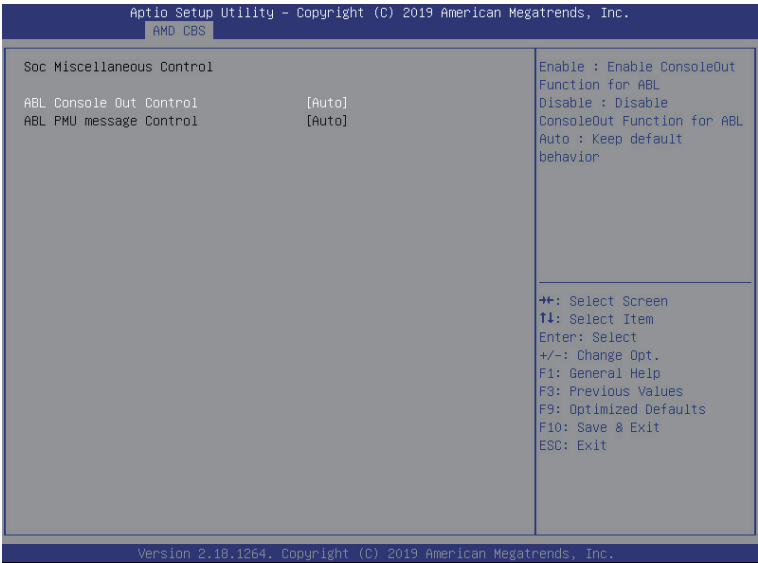 Aptio Setup Utility – Copyright (C) 2019 American Megatrends, Inc.
AMD CBS
Soc Miscellaneous Control
ABL Console Out Control [Auto]
ABL PMU message Control [Auto]
Enable : Enable ConsoleOut
Function for ABL
Disable : Disable
ConsoleOut Function for ABL
Auto : Keep default
behavior
→←: Select Screen
↑↓: Select Item
Enter: Select
+/-: Change Opt.
F1: General Help
F3: Previous Values
F9: Optimized Defaults
F10: Save & Exit
ESC: Exit
Version 2.18.1264. Copyright (C) 2019 American Megatrends, Inc.